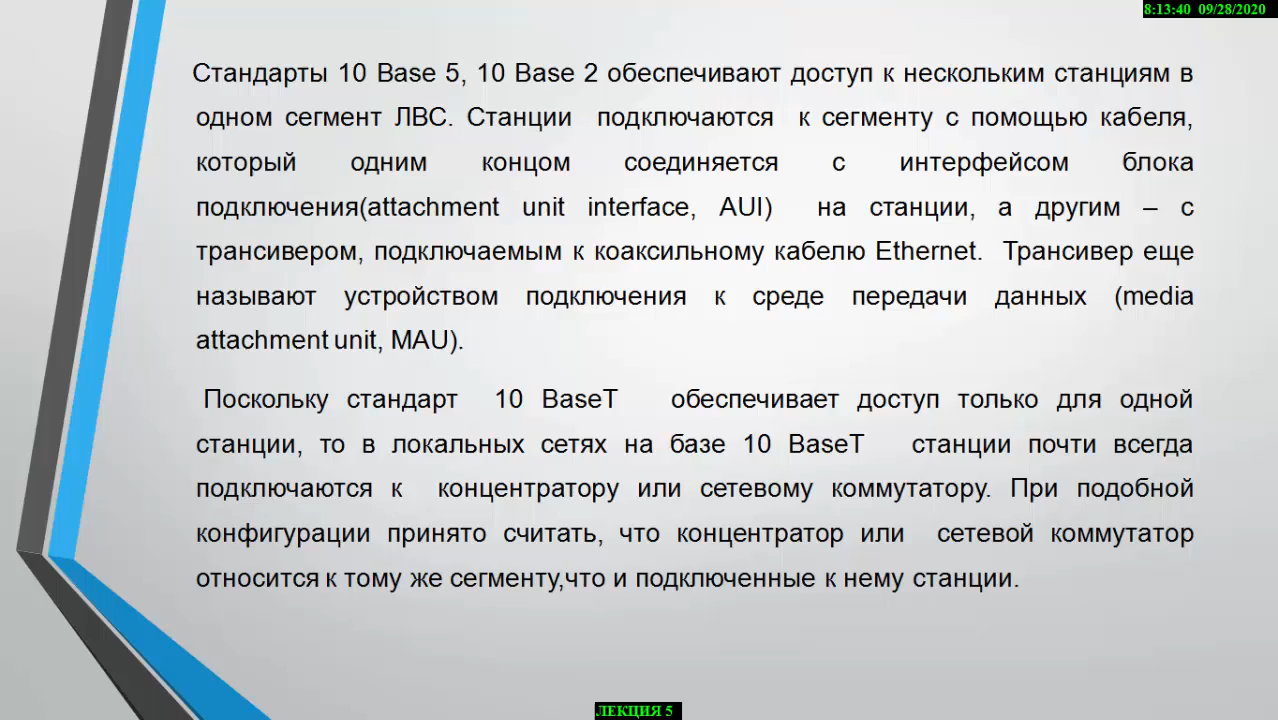 8:13:40 09/28/2020
Стандарты 10 Base 5, 10 Base 2 обеспечивают доступ к нескольким станциям в
одном сегмент ЛВС. Станции подключаются к сегменту с помощью кабеля,
который одним концом соединяется с интерфейсом блока
подключения(attachment unit interface, AUI) на станции, а другим – с
трансивером, подключаемым к коаксильному кабелю Ethernet. Трансивер еще
называют устройством подключения к среде передачи данных (media
attachment unit, MAU).
Поскольку стандарт 10 BaseT обеспечивает доступ только для одной
станции, то в локальных сетях на базе 10 BaseT станции почти всегда
подключаются к концентратору или сетевому коммутатору. При подобной
конфигурации принято считать, что концентратор или сетевой коммутатор
относится к тому же сегменту,что и подключенные к нему станции.
ЛЕКЦИЯ 5